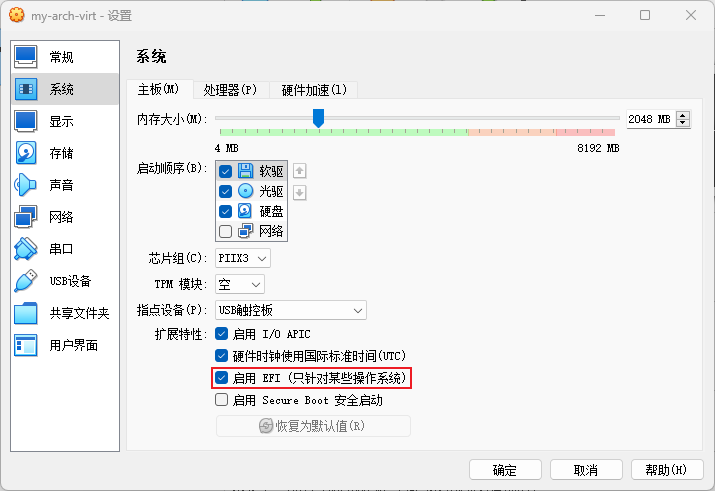 my-arch-virt - 设置
常规
系统
显示
存储
声音
网络
串口
USB设备
共享文件夹
用户界面
系统
主板(M) 处理器(P) 硬件加速(l)
内存大小(M): 2048 MB
4 MB 8192 MB
启动顺序(B): 软驱
光驱
硬盘
网络
芯片组(C): PIIX3
TPM 模块: 空
指点设备(P): USB触控板
扩展特性: 启用 I/O APIC
硬件时钟使用国际标准时间(UTC)
启用 EFI (只针对某些操作系统)
启用 Secure Boot 安全启动
恢复为默认值(R)
确定 取消 帮助(H)